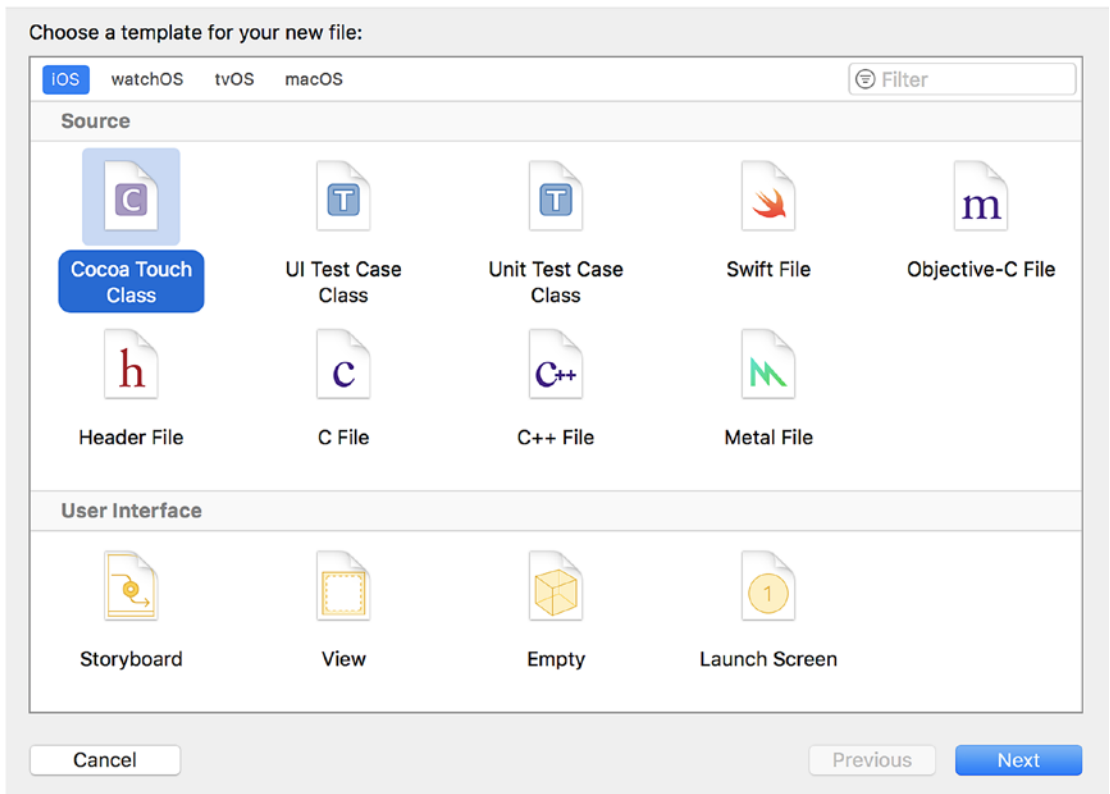 Choose a template for your new file:
iOS watchOS tvOS macOS Filter
Source
C T T m
Cocoa Touch Class
UI Test Case Class
Unit Test Case Class
Swift File
Objective-C File
h c C++
Header File
C File
C++ File
Metal File
User Interface
1
Storyboard
View
Empty
Launch Screen
Cancel Previous Next